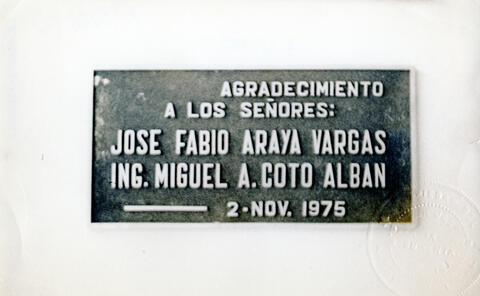 AGRADECIMIENTO
A LOS SEÑORES:
JOSE FABIO ARAYA VARGAS
ING. MIGUEL A. COTO ALBAN
2-NOV. 1975